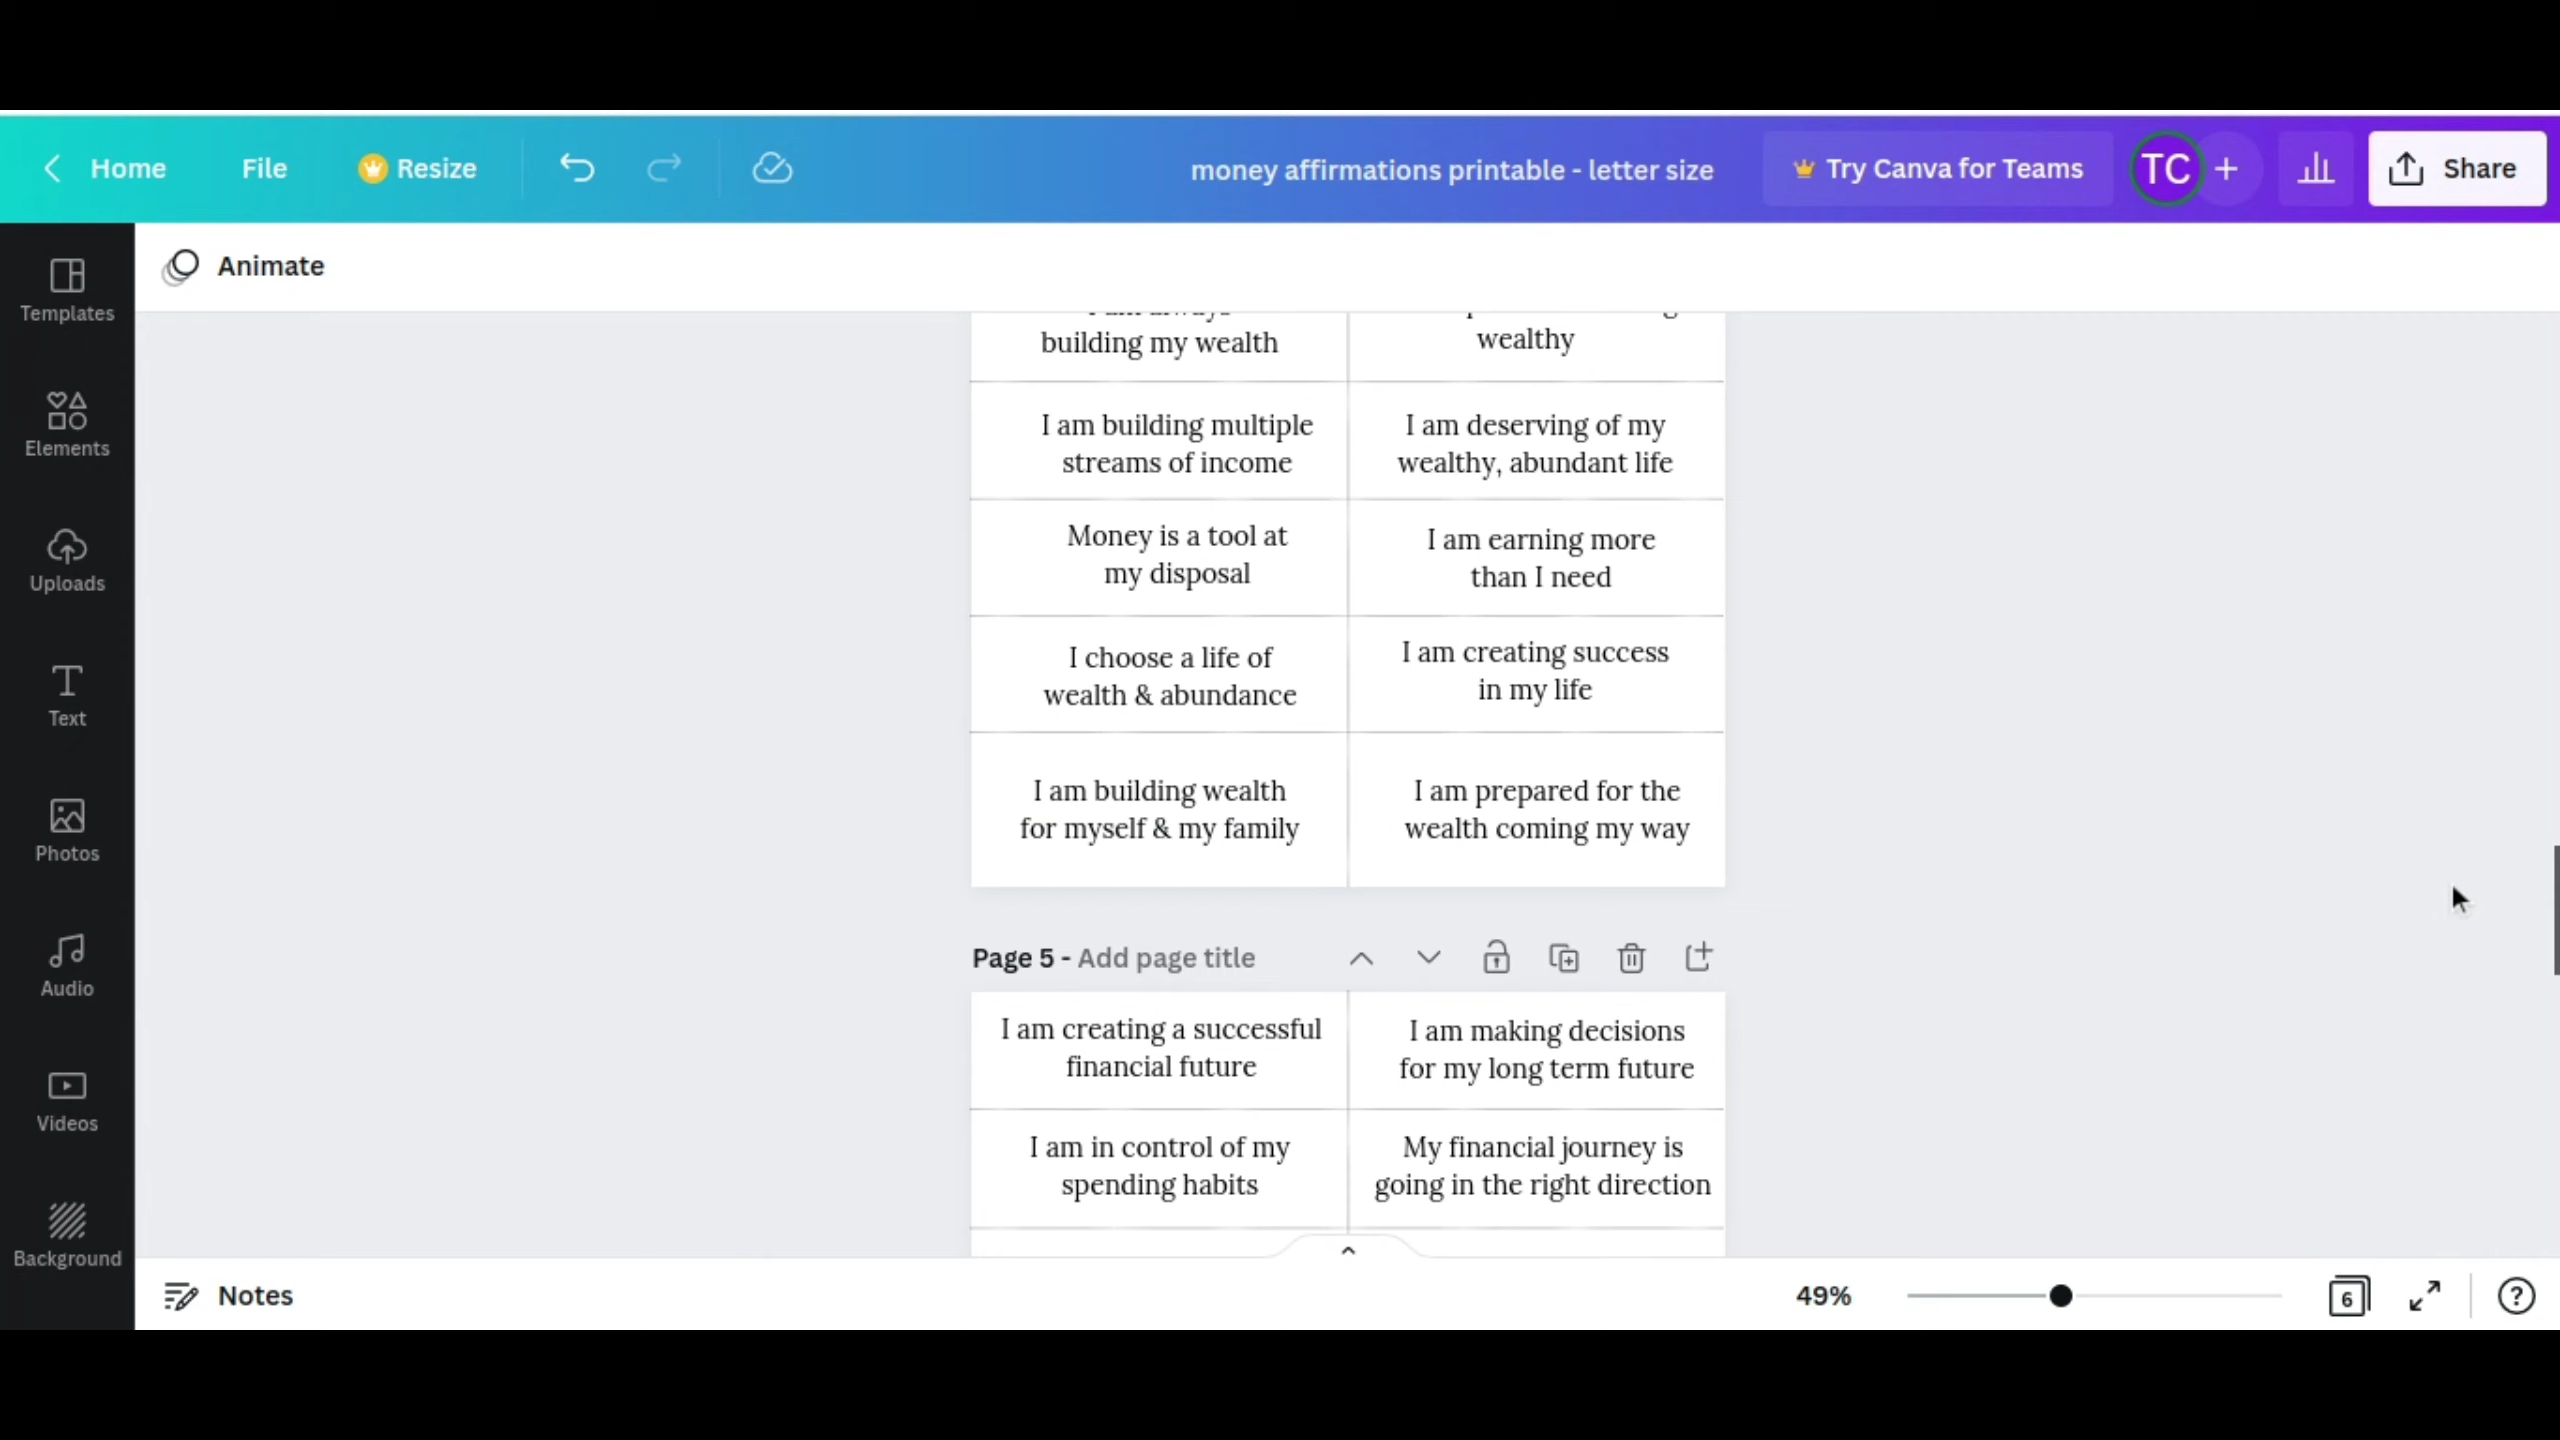 Home File Resize money affirmations printable - letter size Try Canva for Teams TC Share
Animate
Templates
Elements
Uploads
Text
Photos
Audio
Videos
Background
building my wealth
wealthy
I am building multiple
streams of income
I am deserving of my
wealthy, abundant life
Money is a tool at
my disposal
I am earning more
than I need
I choose a life of
wealth & abundance
I am creating success
in my life
I am building wealth
for myself & my family
I am prepared for the
wealth coming my way
Page 5 - Add page title
I am creating a successful
financial future
I am making decisions
for my long term future
I am in control of my
spending habits
My financial journey is
going in the right direction
Notes 49% 6 ?